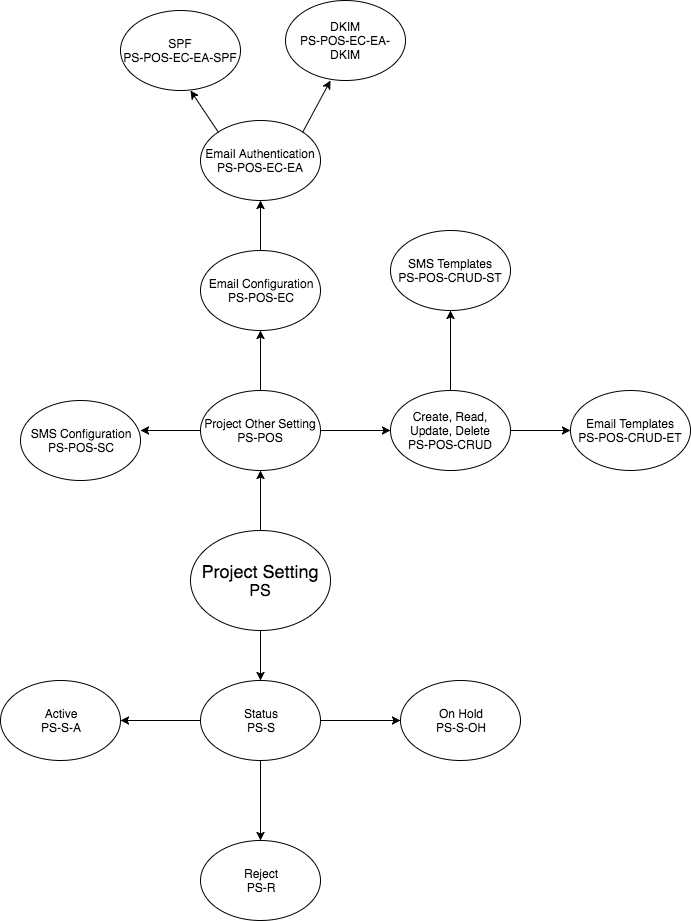 DKIM
PS-POS-EC-EA-
DKIM
SPF
PS-POS-EC-EA-SPF
Email Authentication
PS-POS-EC-EA
SMS Templates
PS-POS-CRUD-ST
Email Configuration
PS-POS-EC
SMS Configuration
PS-POS-SC
Project Other Setting
PS-POS
Create, Read,
Update, Delete
PS-POS-CRUD
Email Templates
PS-POS-CRUD-ET
Project Setting
PS
Active
PS-S-A
Status
PS-S
On Hold
PS-S-OH
Reject
PS-R